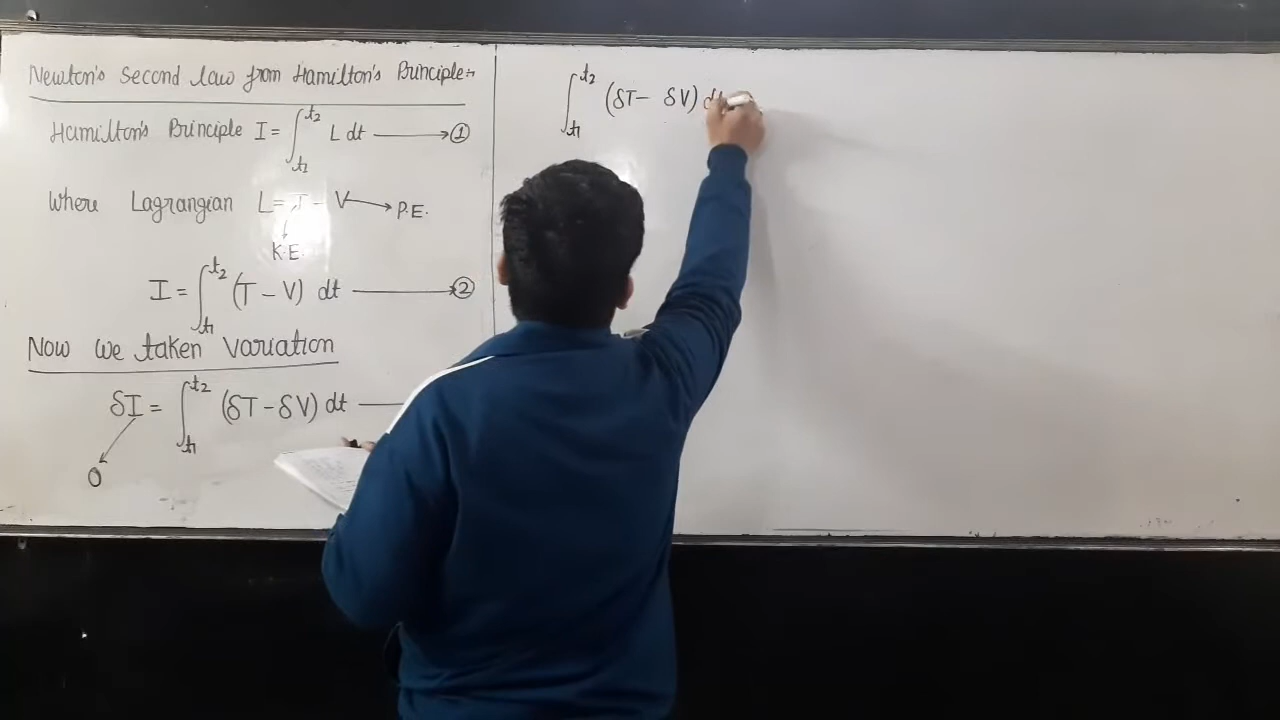 Newton's second law from Hamilton's Principle:-
Hamilton's Principle I = ∫_{t1}^{t2} L dt ⟶ ①
Where Lagrangian L = T - V → P.E.
↓
K.E.
I = ∫_{t1}^{t2} (T - V) dt ⟶ ②
Now we taken variation
δI = ∫_{t1}^{t2} (δT - δV) dt —
0
∫_{t1}^{t2} (δT - δV) dt